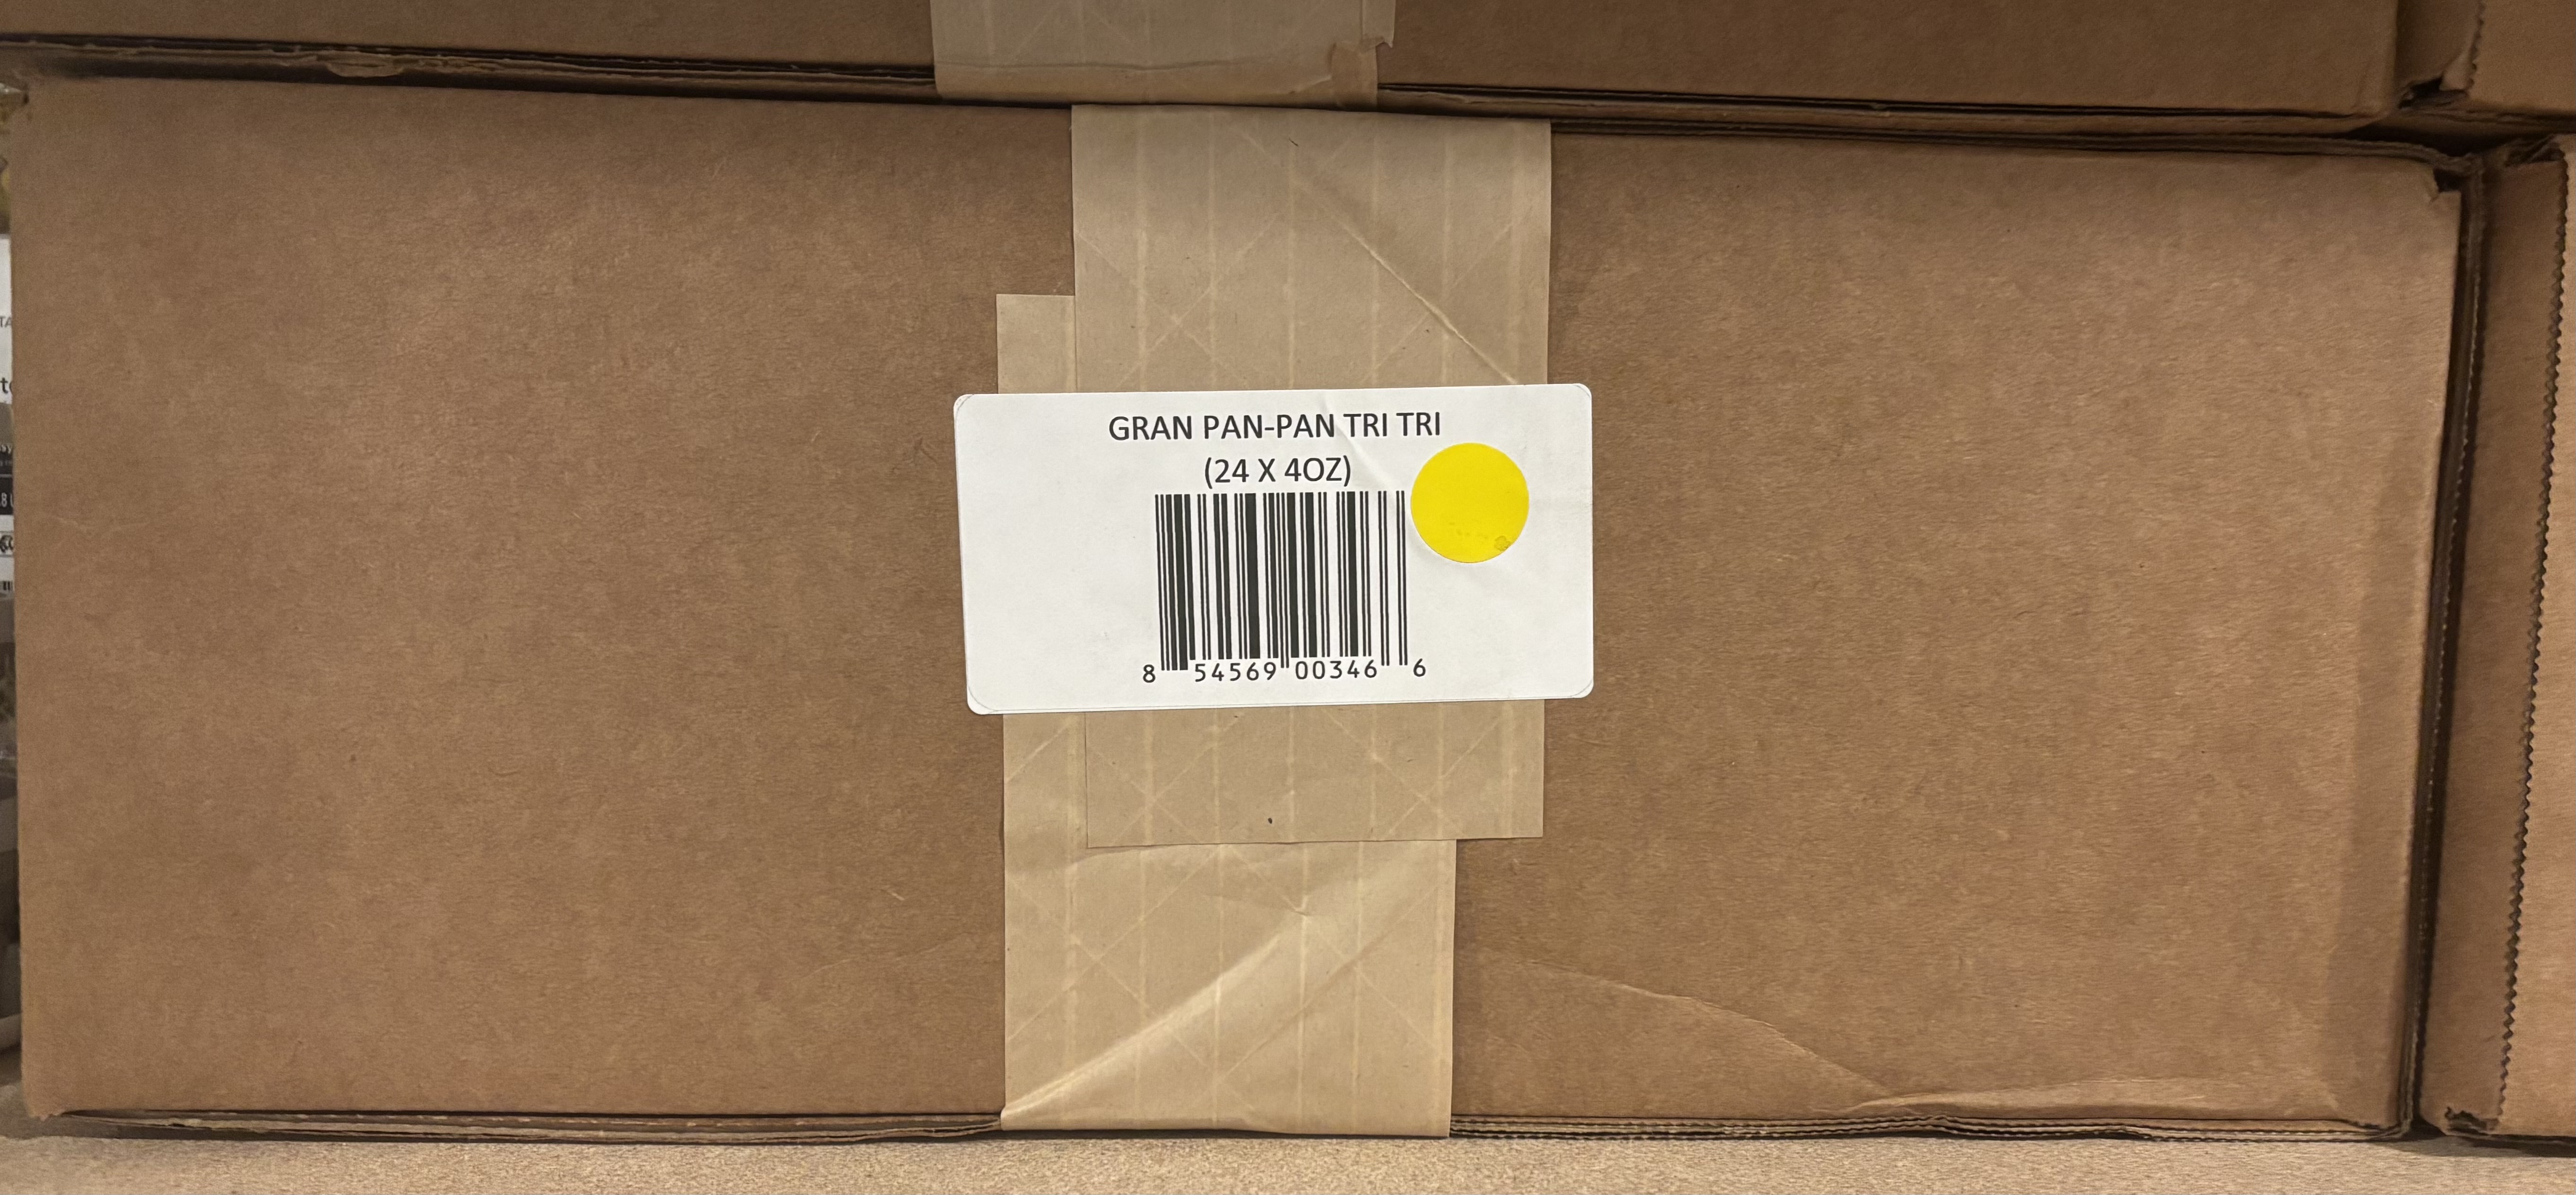 GRAN PAN-PAN TRI TRI
(24 X 4OZ)
8 54569 00346 6